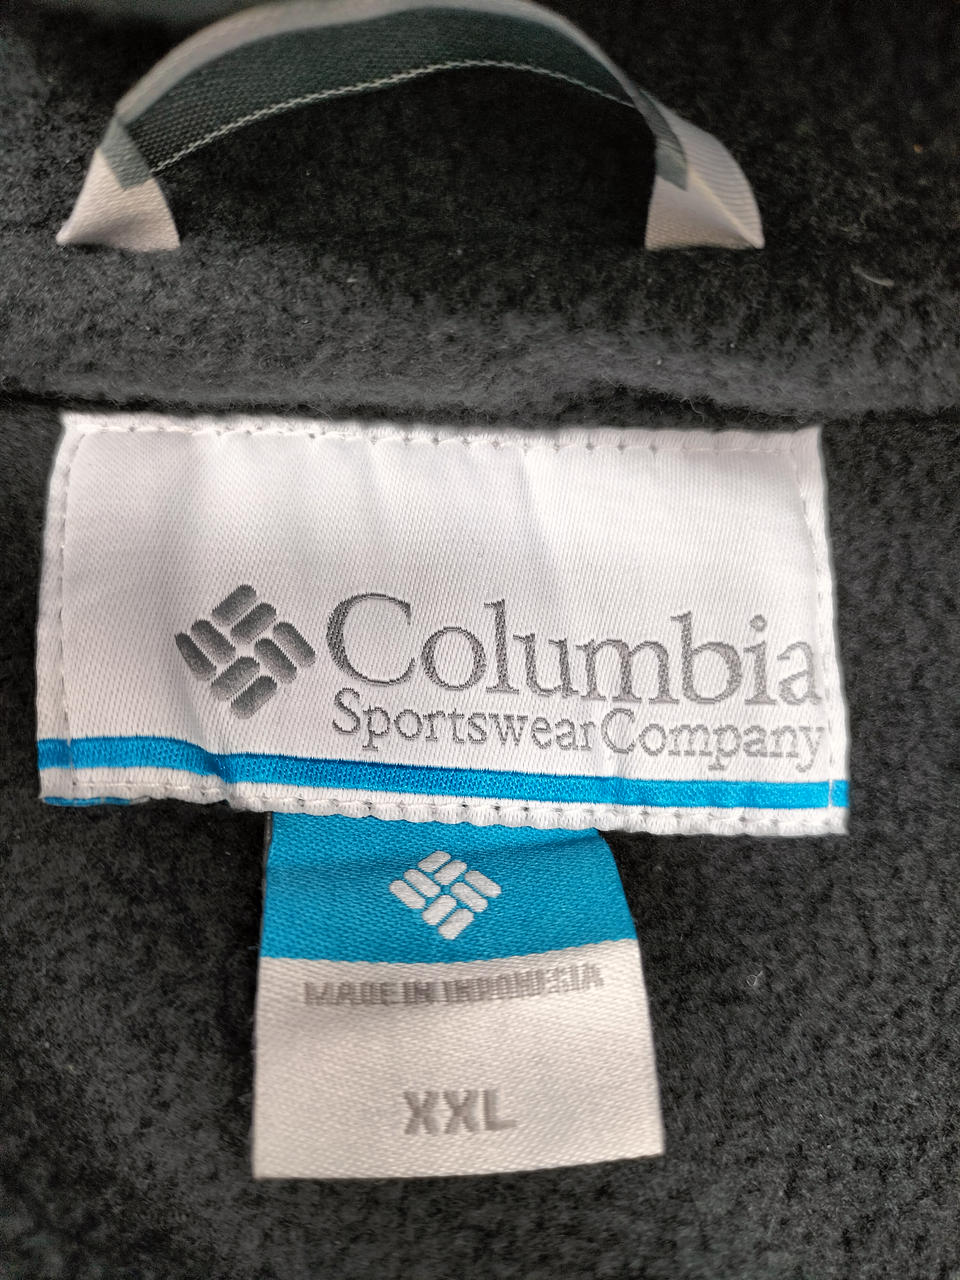 Columbia
Sportswear Company
MADE IN INDONESIA
XXL